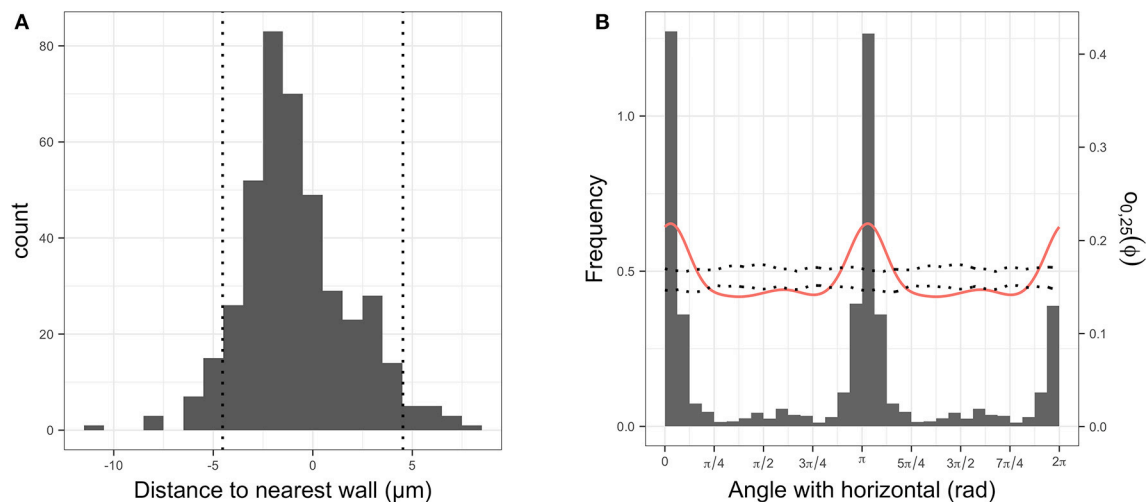 A
count
80
60
40
20
0
-10
-5
0
5
Distance to nearest wall (μm)
B
Frequency
1.0
0.5
0.0
0
π/4
π/2
3π/4
π
5π/4
3π/2
7π/4
2π
Angle with horizontal (rad)
0.4
0.3
0.2
0.1
0.0
o0,25(ϕ)